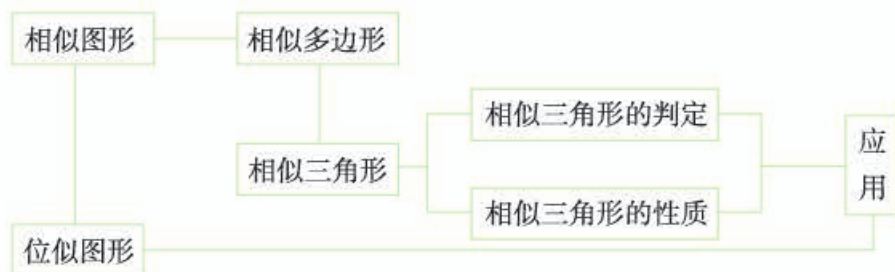 相似图形
相似多边形
相似三角形的判定
应
用
相似三角形
相似三角形的性质
位似图形